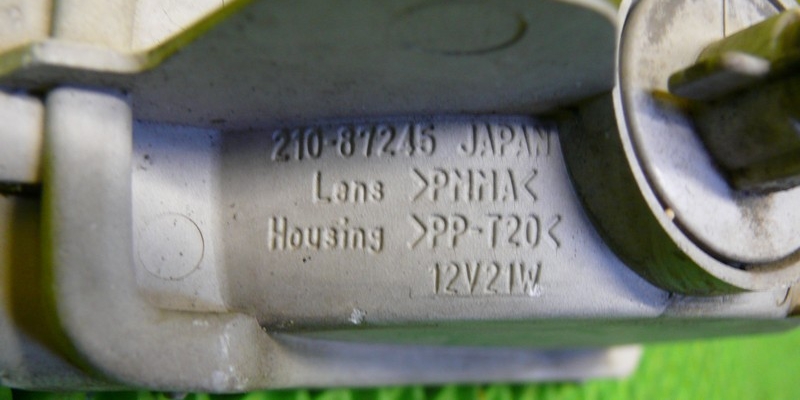 210-87245 JAPAN
Lens >PMMA<
Housing >PP-T20<
12V21W